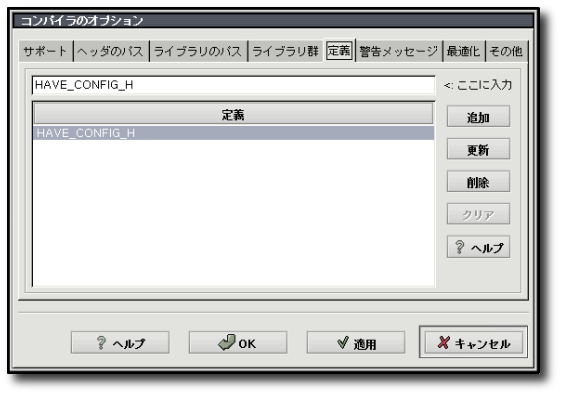 コンパイラのオプション
サポート ヘッダのパス ライブラリのパス ライブラリ群 定義 警告メッセージ 最適化 その他
HAVE_CONFIG_H <: ここに入力
定義 追加
HAVE_CONFIG_H
更新
削除
クリア
? ヘルプ
? ヘルプ OK 適用 キャンセル